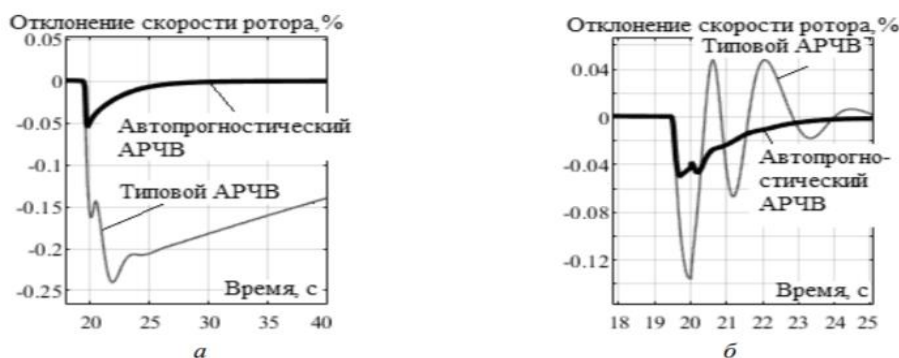 Отклонение скорости ротора, %
0.05
0
-0.05
-0.1
-0.15
-0.2
-0.25
Автопрогностический
АРЧВ
Типовой АРЧВ
Время, с
20
25
30
35
40
а
Отклонение скорости ротора, %
Типовой АРЧВ
0.04
0
-0.04
-0.08
-0.12
Автопрогно-
стический
АРЧВ
Время, с
18
19
20
21
22
23
24
25
б